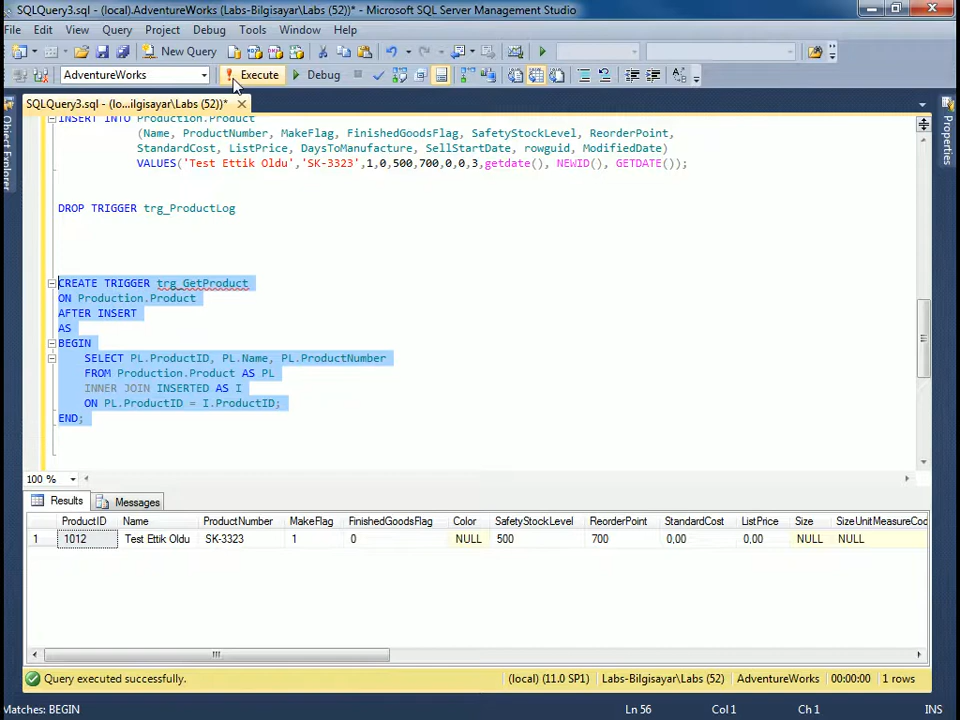 SQLQuery3.sql - (local).AdventureWorks (Labs-Bilgisayar\Labs (52))* - Microsoft SQL Server Management Studio
File Edit View Query Project Debug Tools Window Help
New Query
AdventureWorks Execute Debug
SQLQuery3.sql - (lo...ilgisayar\Labs (52))*
Object Explorer
Properties
INSERT INTO Production.Product
(Name, ProductNumber, MakeFlag, FinishedGoodsFlag, SafetyStockLevel, ReorderPoint,
StandardCost, ListPrice, DaysToManufacture, SellStartDate, rowguid, ModifiedDate)
VALUES('Test Ettik Oldu','SK-3323',1,0,500,700,0,0,3,getdate(), NEWID(), GETDATE());
DROP TRIGGER trg_ProductLog
CREATE TRIGGER trg_GetProduct
ON Production.Product
AFTER INSERT
AS
BEGIN
SELECT PL.ProductID, PL.Name, PL.ProductNumber
FROM Production.Product AS PL
INNER JOIN INSERTED AS I
ON PL.ProductID = I.ProductID;
END;
100 %
Results Messages
ProductID Name ProductNumber MakeFlag FinishedGoodsFlag Color SafetyStockLevel ReorderPoint StandardCost ListPrice Size SizeUnitMeasureCod
1 1012 Test Ettik Oldu SK-3323 1 0 NULL 500 700 0,00 0,00 NULL NULL
Query executed successfully. (local) (11.0 SP1) Labs-Bilgisayar\Labs (52) AdventureWorks 00:00:00 1 rows
Matches: BEGIN Ln 56 Col 1 Ch 1 INS